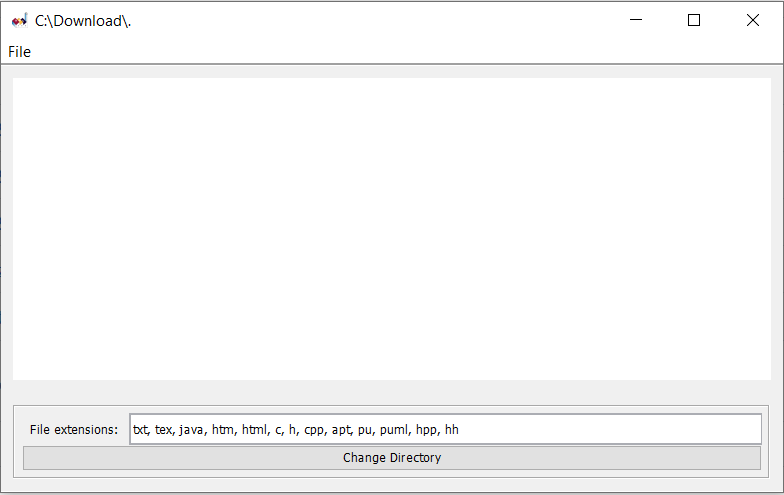 C:\Download\.
File
File extensions: txt, tex, java, htm, html, c, h, cpp, apt, pu, puml, hpp, hh
Change Directory